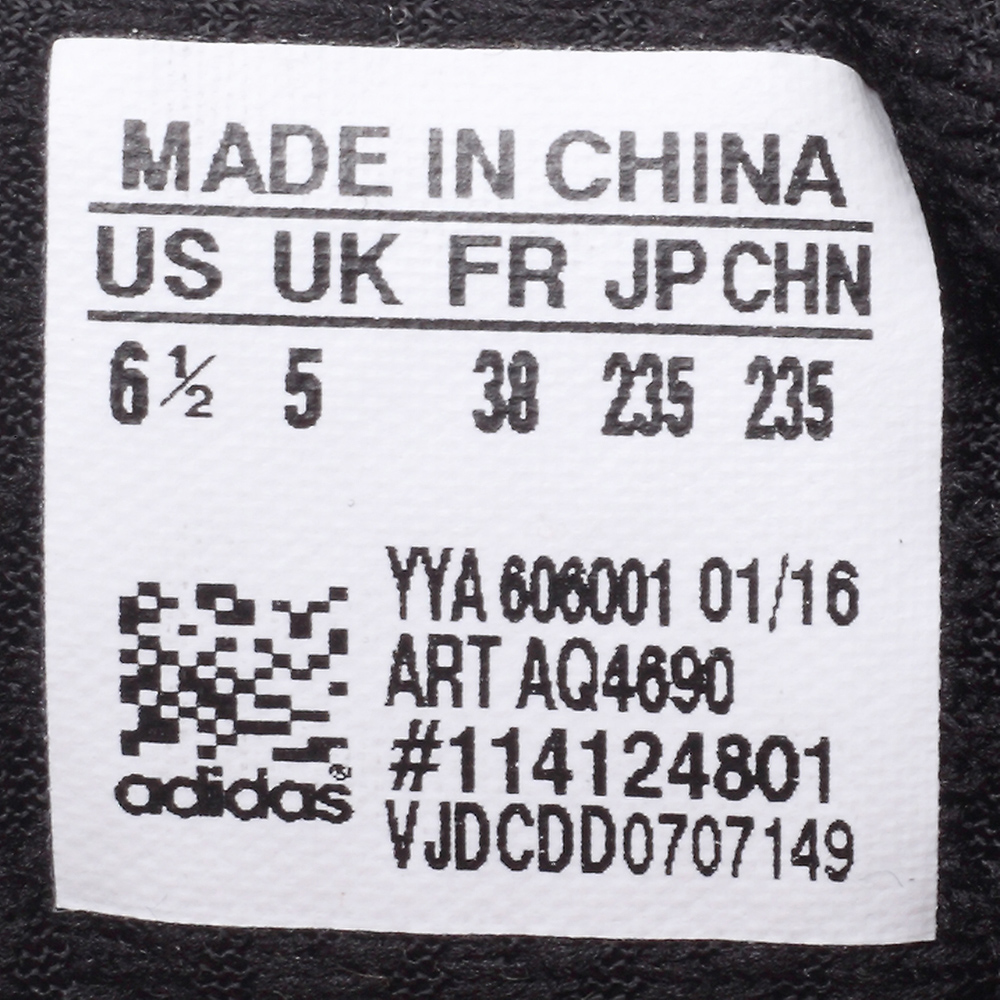 MADE IN CHINA
US UK FR JP CHN
6 ½ 5 38 235 235
YYA 606001 01/16
ART AQ4690
#114124801
VJDCDD0707149
adidas®